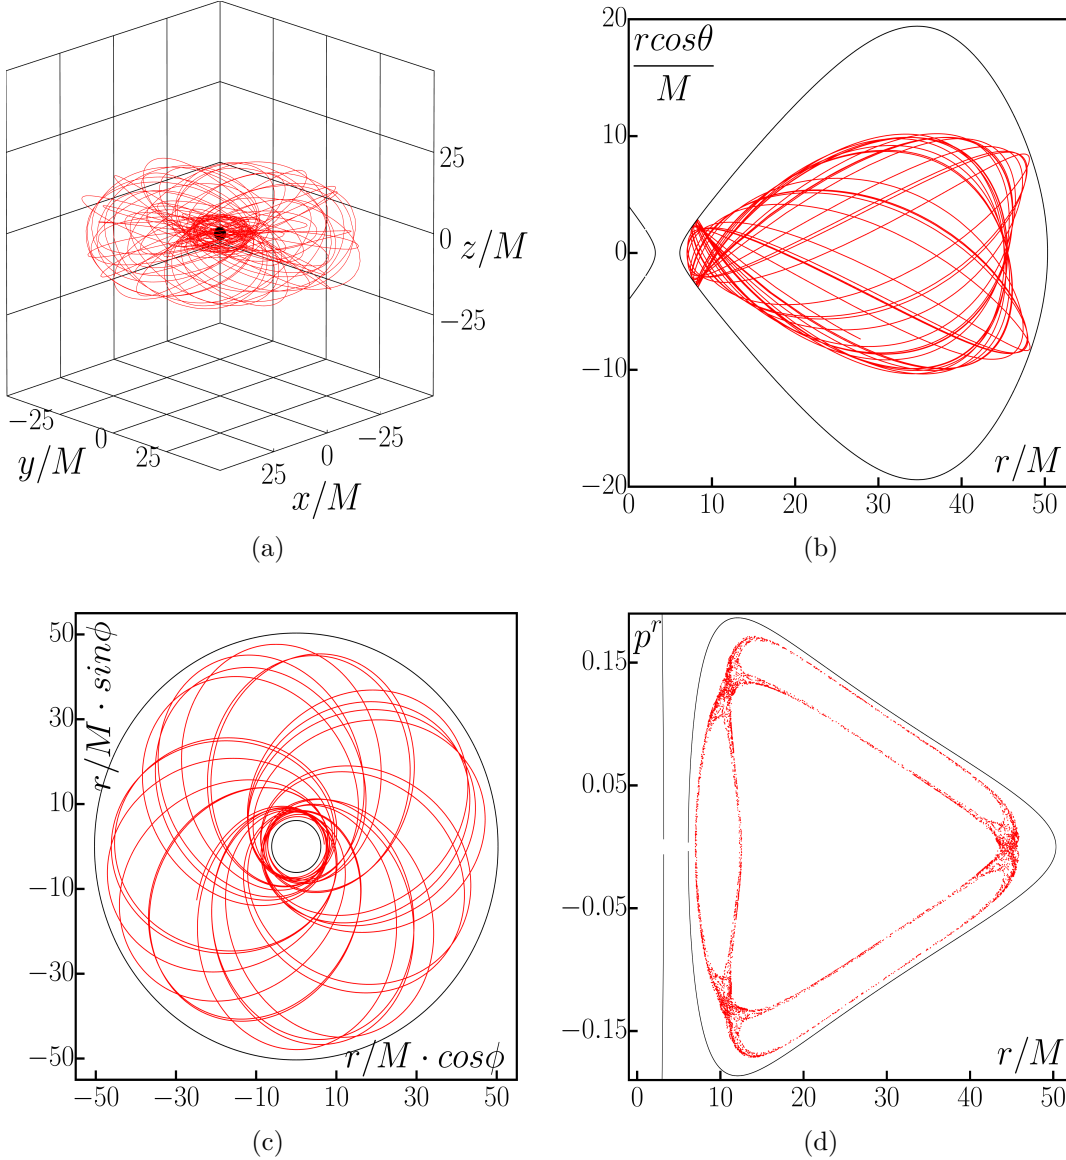 25
0
z/M
−25
−25
0
25
y/M
−25
0
25
x/M
(a)
20
rcosθ
M
10
0
−10
−20
r/M
0 10 20 30 40 50
(b)
50
30
10
−10
−30
−50
r/M · sinϕ
r/M · cosϕ
−50 −30 −10 10 30 50
(c)
p^r
0.15
0.05
−0.05
−0.15
r/M
0 10 20 30 40 50
(d)